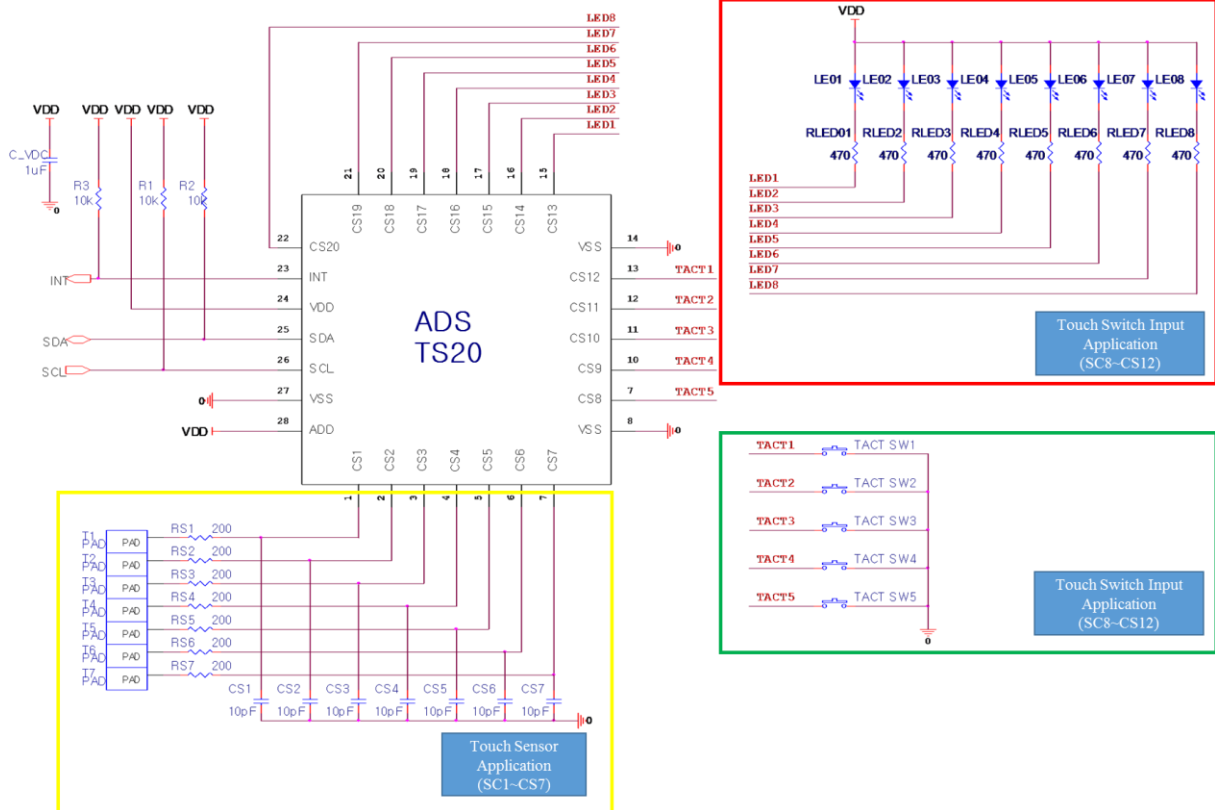 LED8
LED7
LED6
LED5
LED4
LED3
LED2
LED1
VDD
VDD
VDD
VDD
VDD
C_VDC
1uF
0
R3
10k
R1
10k
R2
10k
21
20
19
18
17
16
15
CS19
CS18
CS17
CS16
CS15
CS14
CS13
22
CS20
INT
23
INT
24
VDD
SDA
25
SDA
SCL
26
SCL
0
27
VSS
VDD
28
ADD
ADS
TS20
VSS
14
0
CS12
13
TACT1
CS11
12
TACT2
CS10
11
TACT3
CS9
10
TACT4
CS8
7
TACT5
VSS
8
0
CS1
CS2
CS3
CS4
CS5
CS6
CS7
1
2
3
4
5
6
7
T1
PAD
PAD
RS1
200
T2
PAD
PAD
RS2
200
T3
PAD
PAD
RS3
200
T4
PAD
PAD
RS4
200
T5
PAD
PAD
RS5
200
T6
PAD
PAD
RS6
200
T7
PAD
PAD
RS7
200
CS1
CS2
CS3
CS4
CS5
CS6
CS7
10pF
10pF
10pF
10pF
10pF
10pF
10pF
0
Touch Sensor
Application
(SC1~CS7)
VDD
LE01
LE02
LE03
LE04
LE05
LE06
LE07
LE08
RLED01
RLED2
RLED3
RLED4
RLED5
RLED6
RLED7
RLED8
470
470
470
470
470
470
470
470
LED1
LED2
LED3
LED4
LED5
LED6
LED7
LED8
Touch Switch Input
Application
(SC8~CS12)
TACT1
TACT SW1
TACT2
TACT SW2
TACT3
TACT SW3
TACT4
TACT SW4
TACT5
TACT SW5
0
Touch Switch Input
Application
(SC8~CS12)